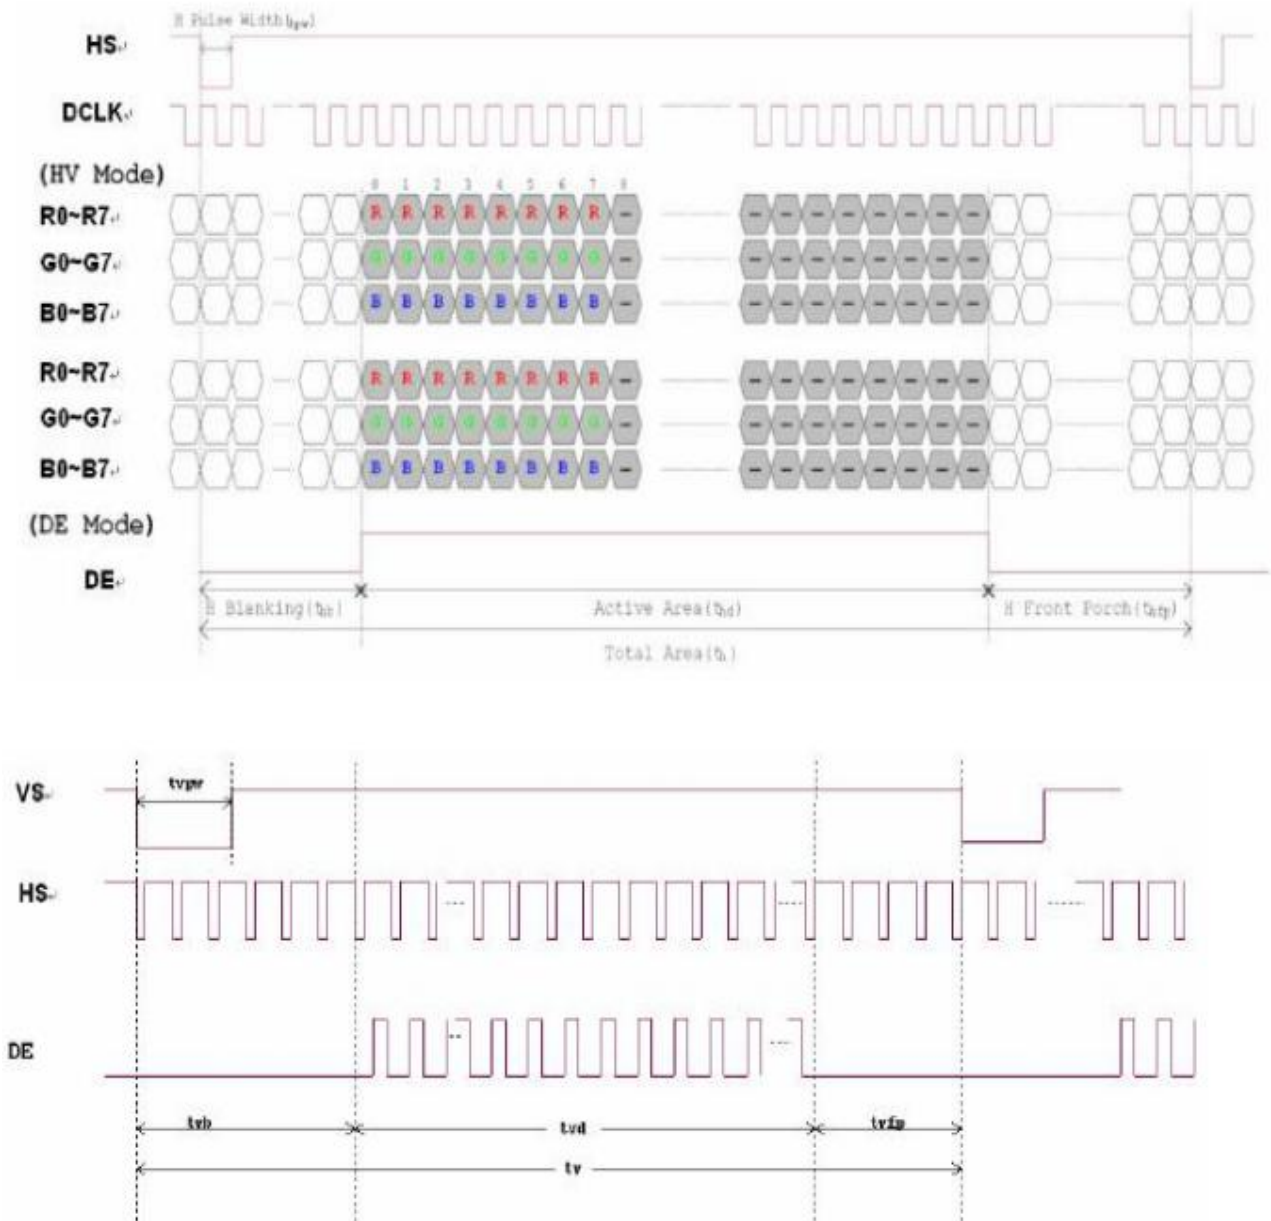 H Pulse Width(thpw)
HS
DCLK
(HV Mode)
0 1 2 3 4 5 6 7 8
R0~R7 R R R R R R R R - - - - - - - - -
G0~G7 G G G G G G G G - - - - - - - - -
B0~B7 B B B B B B B B - - - - - - - - -
R0~R7 R R R R R R R R - - - - - - - - -
G0~G7 G G G G G G G G - - - - - - - - -
B0~B7 B B B B B B B B - - - - - - - - -
(DE Mode)
DE
H Blanking(thb) Active Area(thd) H Front Porch(thfp)
Total Area(th)
VS tvpw
HS
DE
tvb tvd tvfp
tv